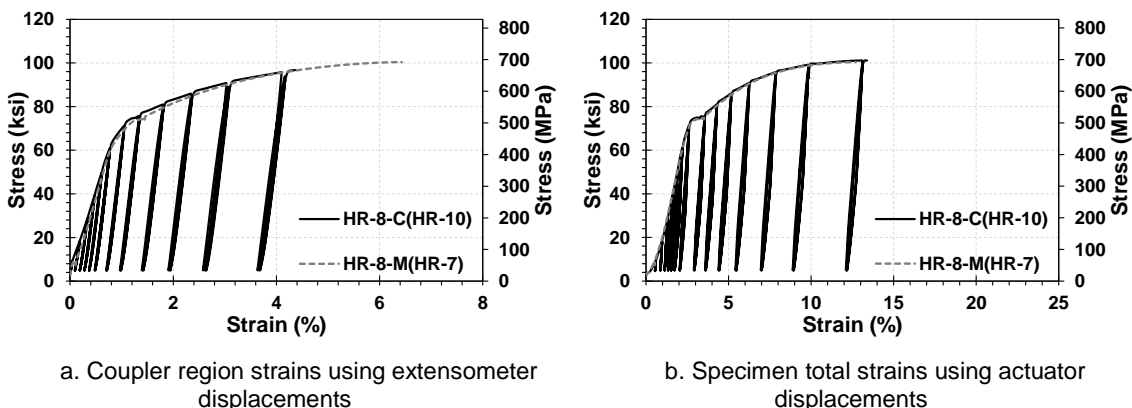 120
100
80
60
40
20
0
Stress (ksi)
800
700
600
500
400
300
200
100
0
Stress (MPa)
HR-8-C(HR-10)
HR-8-M(HR-7)
0 2 4 6 8
Strain (%)
a. Coupler region strains using extensometer
displacements
120
100
80
60
40
20
0
Stress (ksi)
800
700
600
500
400
300
200
100
0
Stress (MPa)
HR-8-C(HR-10)
HR-8-M(HR-7)
0 5 10 15 20 25
Strain (%)
b. Specimen total strains using actuator
displacements